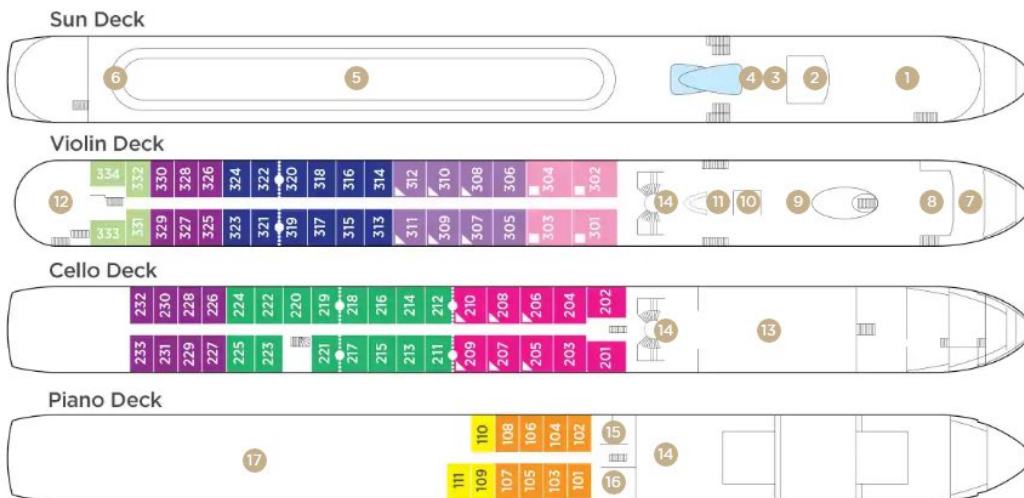 Sun Deck
6 5 4 3 2 1
Violin Deck
334 332 330 328 326 324 322 320 318 316 314 312 310 308 306 304 302
12 14 11 10 9 8 7
333 331 329 327 325 323 321 319 317 315 313 311 309 307 305 303 301
Cello Deck
232 230 228 226 224 222 220 219 218 216 214 212 210 208 206 204 202
14 13
233 231 229 227 225 223 221 217 215 213 211 209 207 205 203 201
Piano Deck
110 108 106 104 102 15
17 14
111 109 107 105 103 101 16